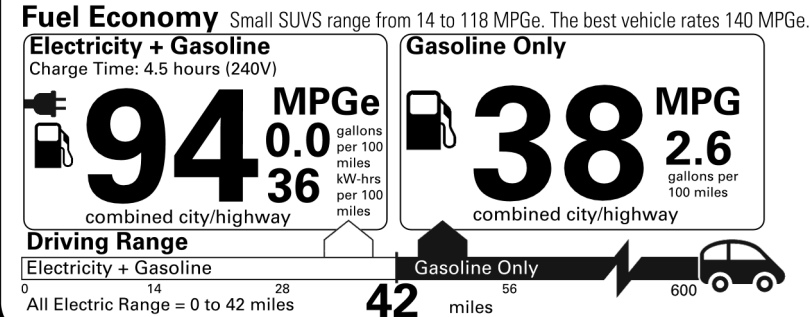 Fuel Economy Small SUVS range from 14 to 118 MPGe. The best vehicle rates 140 MPGe.
Electricity + Gasoline
Charge Time: 4.5 hours (240V)
94
MPGe
0.0
gallons
per 100
miles
36
kW-hrs
per 100
miles
combined city/highway
Gasoline Only
38
MPG
2.6
gallons per
100 miles
combined city/highway
Driving Range
Electricity + Gasoline
Gasoline Only
0 14 28 42 56 600
All Electric Range = 0 to 42 miles
miles